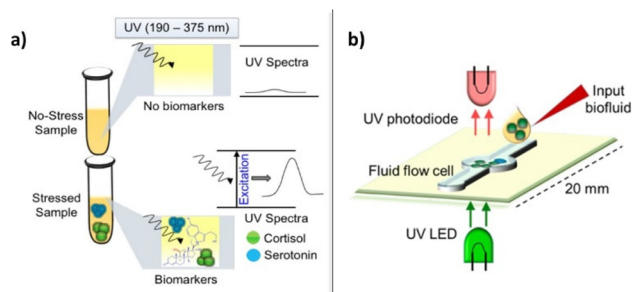 a)
UV (190 – 375 nm)
UV Spectra
No-Stress
Sample
No biomarkers
Stressed
Sample
Excitation
UV Spectra
Cortisol
Serotonin
Biomarkers
b)
Input
biofluid
UV photodiode
Fluid flow cell
20 mm
UV LED